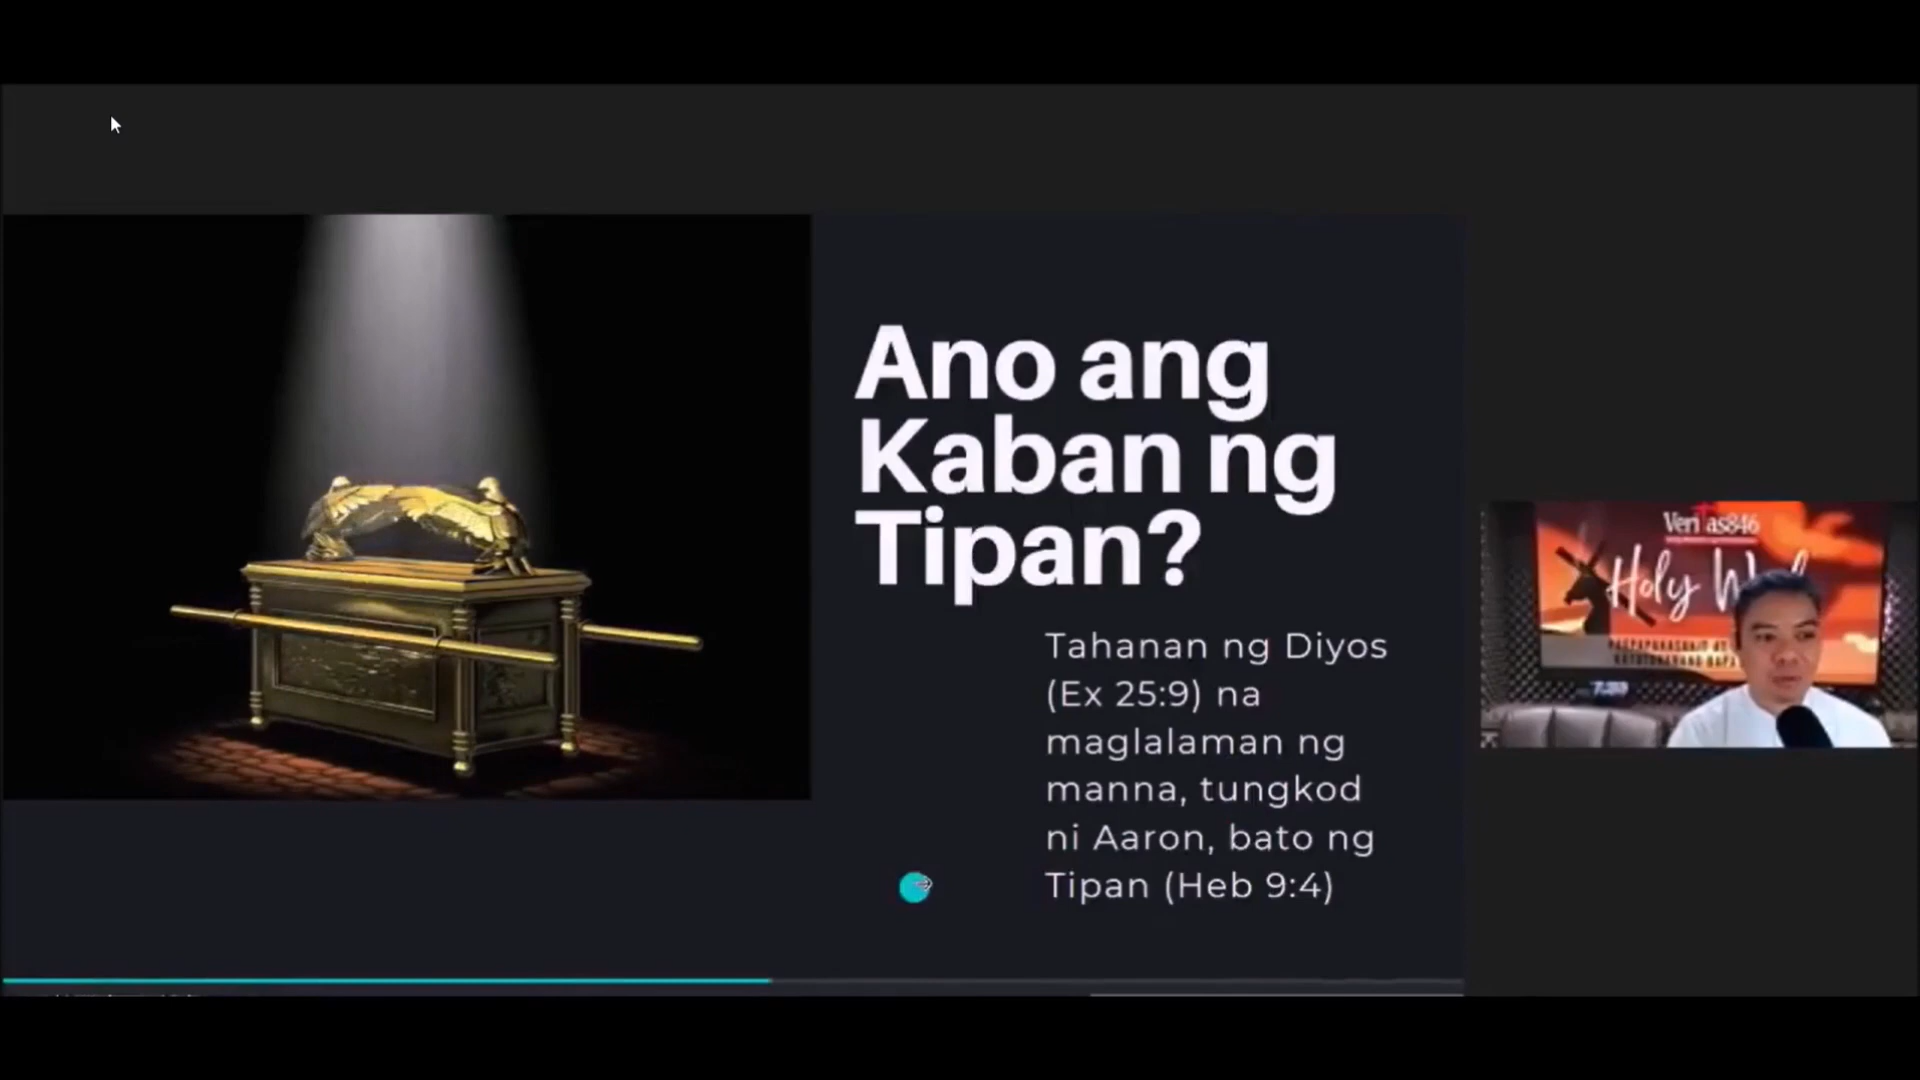 Ano ang
Kaban ng
Tipan?
Tahanan ng Diyos
(Ex 25:9) na
maglalaman ng
manna, tungkod
ni Aaron, bato ng
Tipan (Heb 9:4)
Veritas846
Holy